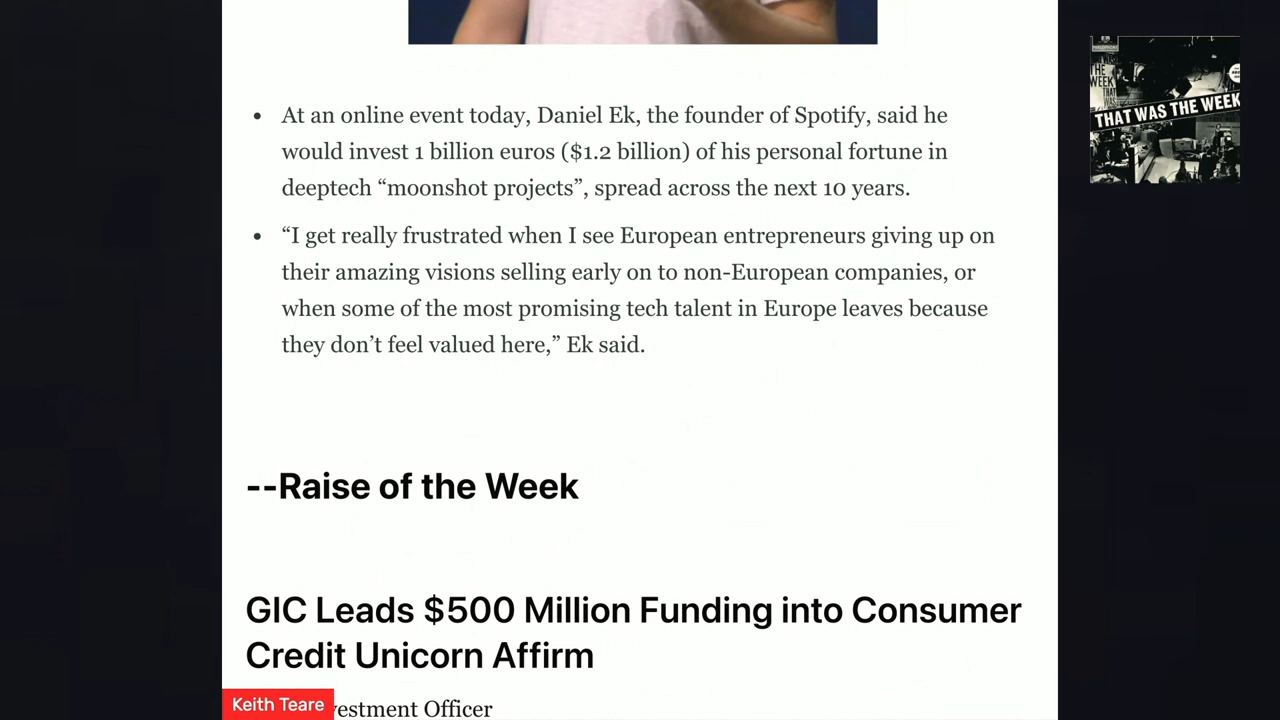 At an online event today, Daniel Ek, the founder of Spotify, said he
would invest 1 billion euros ($1.2 billion) of his personal fortune in
deeptech “moonshot projects”, spread across the next 10 years.
“I get really frustrated when I see European entrepreneurs giving up on
their amazing visions selling early on to non-European companies, or
when some of the most promising tech talent in Europe leaves because
they don’t feel valued here,” Ek said.
--Raise of the Week
GIC Leads $500 Million Funding into Consumer
Credit Unicorn Affirm
Keith Teare
vestment Officer
THE
WEEK
THAT WAS THE WEEK